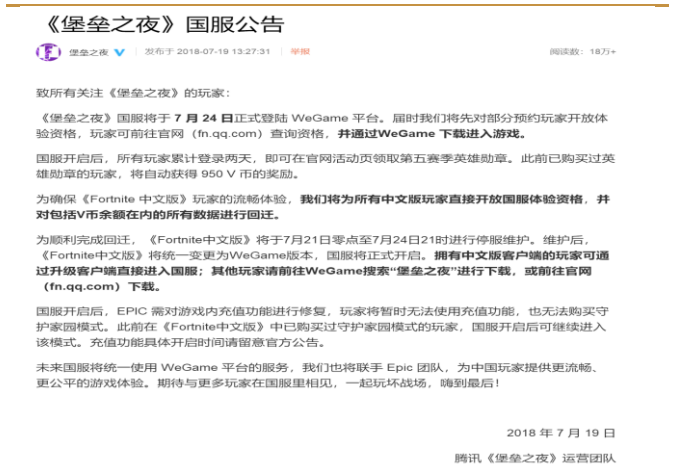 《堡垒之夜》国服公告
堡垒之夜 发布于 2018-07-19 13:27:31 举报 阅读数：18万+
致所有关注《堡垒之夜》的玩家：
《堡垒之夜》国服将于 7 月 24 日正式登陆 WeGame 平台。届时我们将先对部分预约玩家开放体
验资格，玩家可前往官网（fn.qq.com）查询资格，并通过WeGame 下载进入游戏。
国服开启后，所有玩家累计登录两天，即可在官网活动页领取第五赛季英雄勋章。此前已购买过英
雄勋章的玩家，将自动获得 950 V 币的奖励。
为确保《Fortnite 中文版》玩家的流畅体验，我们将为所有中文版玩家直接开放国服体验资格，并
对包括V币余额在内的所有数据进行回迁。
为顺利完成回迁，《Fortnite中文版》将于7月21日零点至7月24日21时进行停服维护。维护后，
《Fortnite中文版》将统一变更为WeGame版本，国服正式开启。拥有中文版客户端的玩家可通
过升级客户端直接进入国服；其他玩家请前往WeGame搜索“堡垒之夜”进行下载，或前往官网
（fn.qq.com）下载。
国服开启后，EPIC 需对游戏内充值功能进行修复，玩家将暂时无法使用充值功能，也无法购买守
护家园模式。此前在《Fortnite中文版》中已购买过守护家园模式的玩家，国服开启后可继续进入
该模式。充值功能具体开启时间请留意官方公告。
未来国服将统一使用 WeGame 平台的服务，我们也将联手 Epic 团队，为中国玩家提供更流畅、
更公平的游戏体验。期待与更多玩家在国服里相见，一起玩坏战场，嗨到最后！
2018 年 7 月 19 日
腾讯《堡垒之夜》运营团队